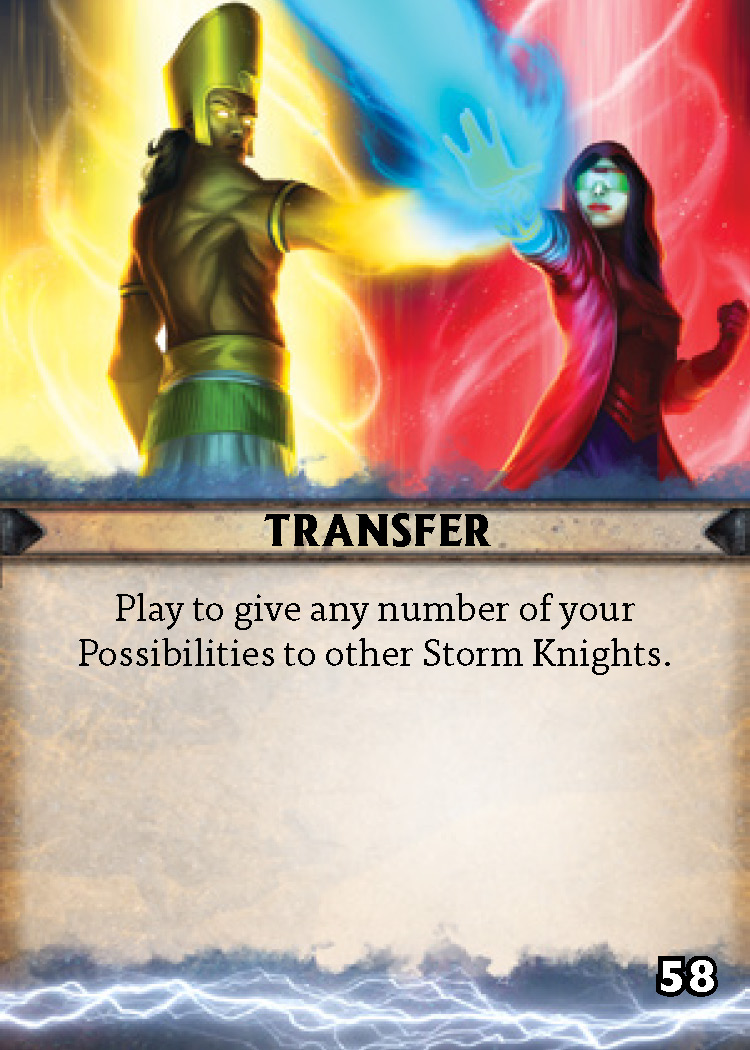 TRANSFER
Play to give any number of your
Possibilities to other Storm Knights.
58